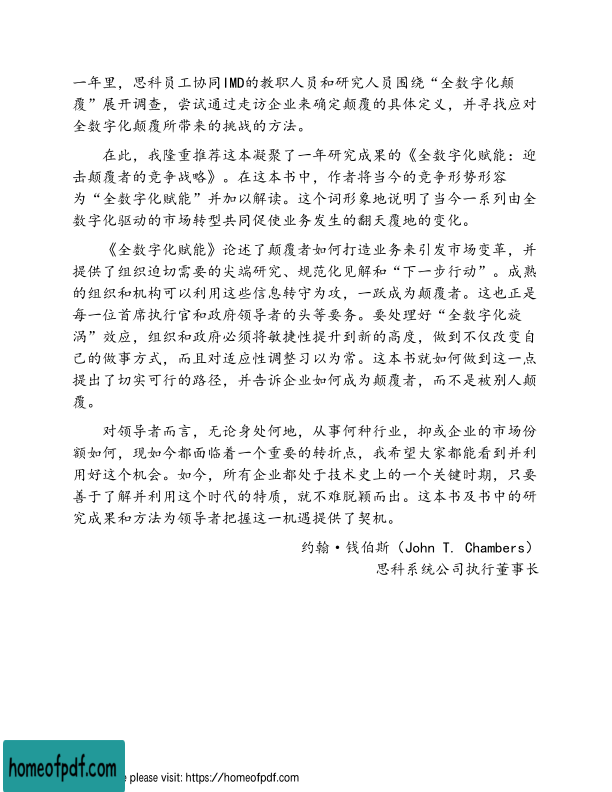 一年里，思科员工协同IMD的教职人员和研究人员围绕“全数字化颠
覆”展开调查，尝试通过走访企业来确定颠覆的具体定义，并寻找应对
全数字化颠覆所带来的挑战的方法。
在此，我隆重推荐这本凝聚了一年研究成果的《全数字化赋能：迎
击颠覆者的竞争战略》。在这本书中，作者将当今的竞争形势形容
为“全数字化赋能”并加以解读。这个词形象地说明了当今一系列由全
数字化驱动的市场转型共同促使业务发生的翻天覆地的变化。
《全数字化赋能》论述了颠覆者如何打造业务来引发市场变革，并
提供了组织迫切需要的尖端研究、规范化见解和“下一步行动”。成熟
的组织和机构可以利用这些信息转守为攻，一跃成为颠覆者。这也正是
每一位首席执行官和政府领导者的头等要务。要处理好“全数字化旋
涡”效应，组织和政府必须将敏捷性提升到新的高度，做到不仅改变自
己的做事方式，而且对适应性调整习以为常。这本书就如何做到这一点
提出了切实可行的路径，并告诉企业如何成为颠覆者，而不是被别人颠
覆。
对领导者而言，无论身处何地，从事何种行业，抑或企业的市场份
额如何，现如今都面临着一个重要的转折点，我希望大家都能看到并利
用好这个机会。如今，所有企业都处于技术史上的一个关键时期，只要
善于了解并利用这个时代的特质，就不难脱颖而出。这本书及书中的研
究成果和方法为领导者把握这一机遇提供了契机。
约翰·钱伯斯（John T. Chambers）
思科系统公司执行董事长
homeofpdf.com
e please visit: https://homeofpdf.com